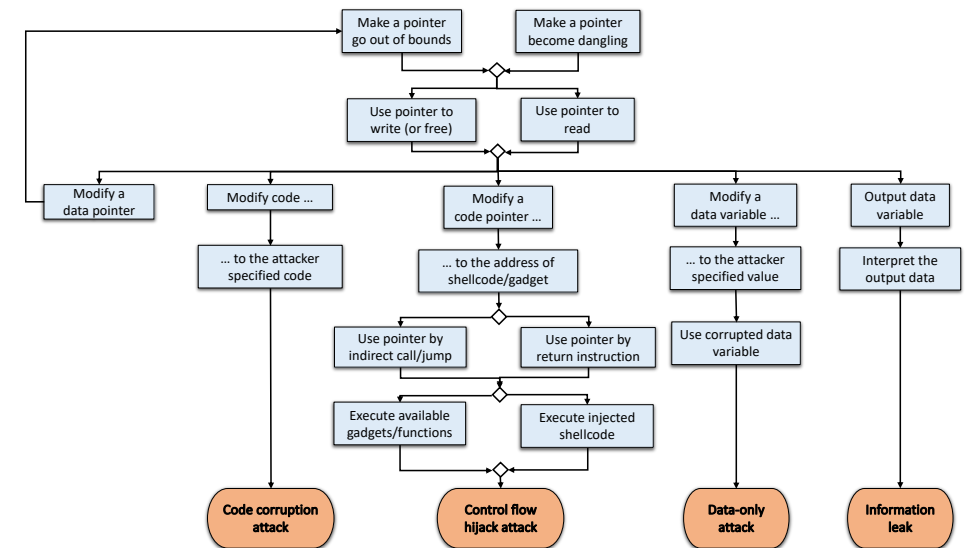 Make a pointer
go out of bounds
Make a pointer
become dangling
Use pointer to
write (or free)
Use pointer to
read
Modify a
data pointer
Modify code ...
Modify a
code pointer ...
Modify a
data variable ...
Output data
variable
... to the attacker
specified code
... to the address of
shellcode/gadget
... to the attacker
specified value
Interpret the
output data
Use pointer by
indirect call/jump
Use pointer by
return instruction
Use corrupted data
variable
Execute available
gadgets/functions
Execute injected
shellcode
Code corruption
attack
Control flow
hijack attack
Data-only
attack
Information
leak